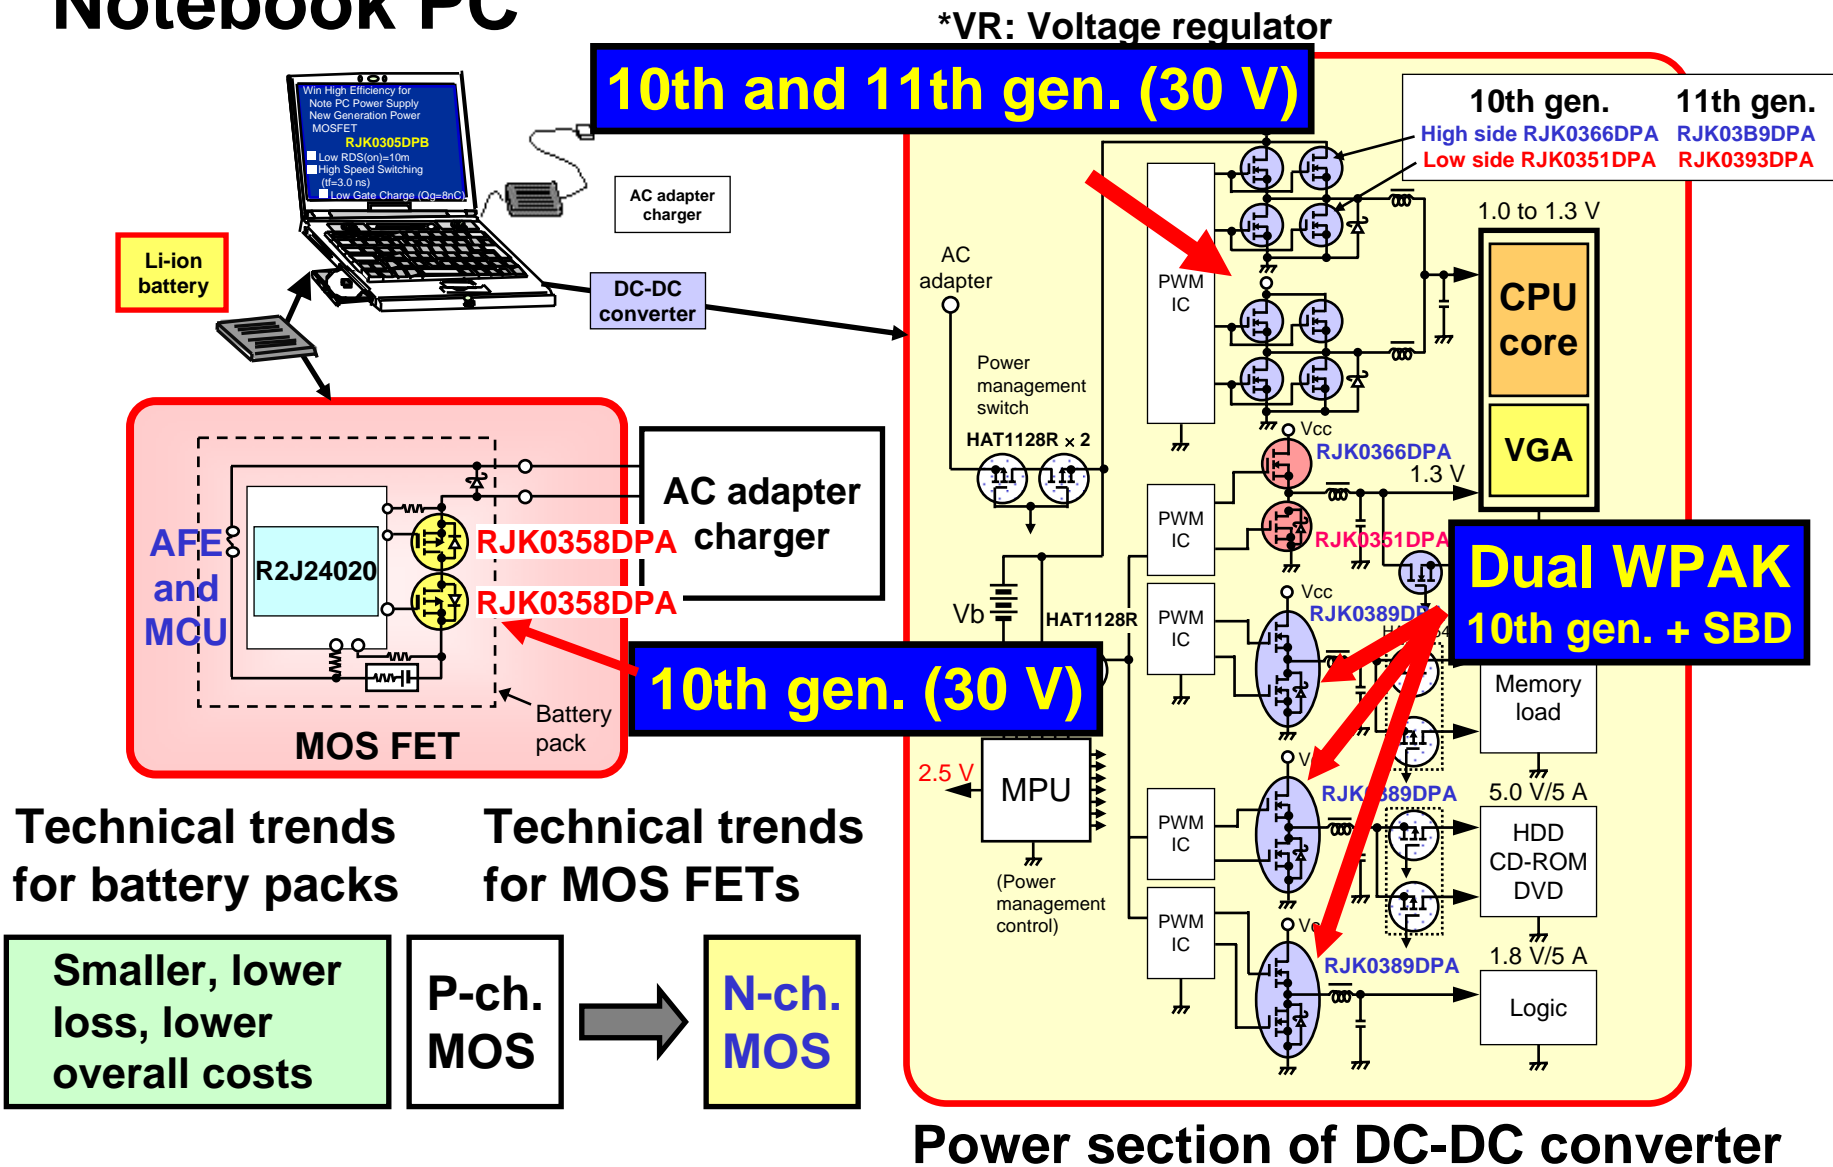 Notebook PC
*VR: Voltage regulator
10th and 11th gen. (30 V)
10th gen. 11th gen.
High side RJK0366DPA RJK03B9DPA
Low side RJK0351DPA RJK0393DPA
Win High Efficiency for
Note PC Power Supply
New Generation Power
MOSFET
RJK0305DPB
Low RDS(on)=10m
High Speed Switching
(tf=3.0 ns)
Low Gate Charge (Qg=8nC)
AC adapter
charger
Li-ion
battery
DC-DC
converter
AC
adapter
PWM
IC
1.0 to 1.3 V
CPU
core
VGA
Power
management
switch
HAT1128R × 2
Vcc
RJK0366DPA
1.3 V
PWM
IC
RJK0351DPA
Dual WPAK
10th gen. + SBD
AC adapter
charger
AFE
and
MCU
R2J24020
RJK0358DPA
RJK0358DPA
10th gen. (30 V)
Battery
pack
MOS FET
Vb
HAT1128R
PWM
IC
Vcc
Memory
load
2.5 V
MPU
(Power
management
control)
PWM
IC
RJK0389DPA
5.0 V/5 A
HDD
CD-ROM
DVD
PWM
IC
RJK0389DPA
1.8 V/5 A
Logic
Technical trends
for battery packs
Technical trends
for MOS FETs
Smaller, lower
loss, lower
overall costs
P-ch.
MOS
N-ch.
MOS
Power section of DC-DC converter